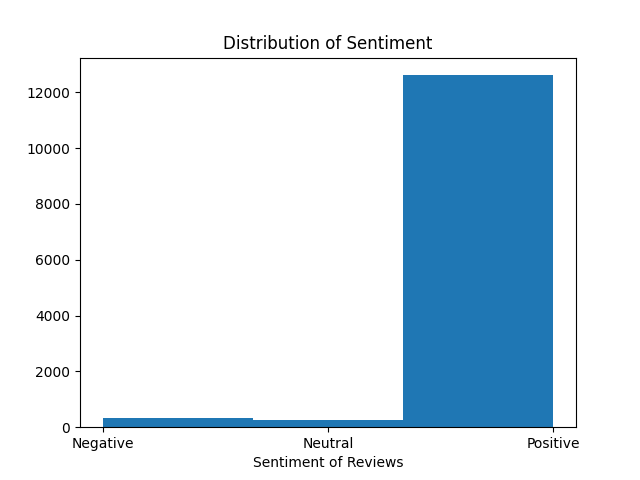 Distribution of Sentiment
12000
10000
8000
6000
4000
2000
0
Negative Neutral Positive
Sentiment of Reviews